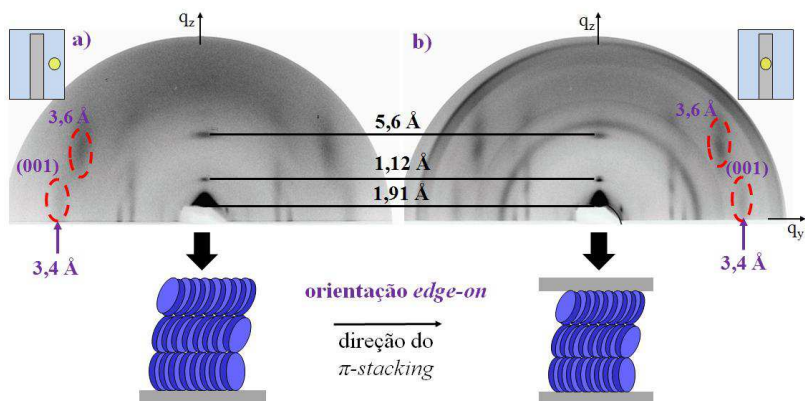 a)
q_z
b)
q_z
3,6 Å
5,6 Å
3,6 Å
(001)
1,12 Å
(001)
1,91 Å
q_y
3,4 Å
3,4 Å
orientação edge-on
direção do
π-stacking